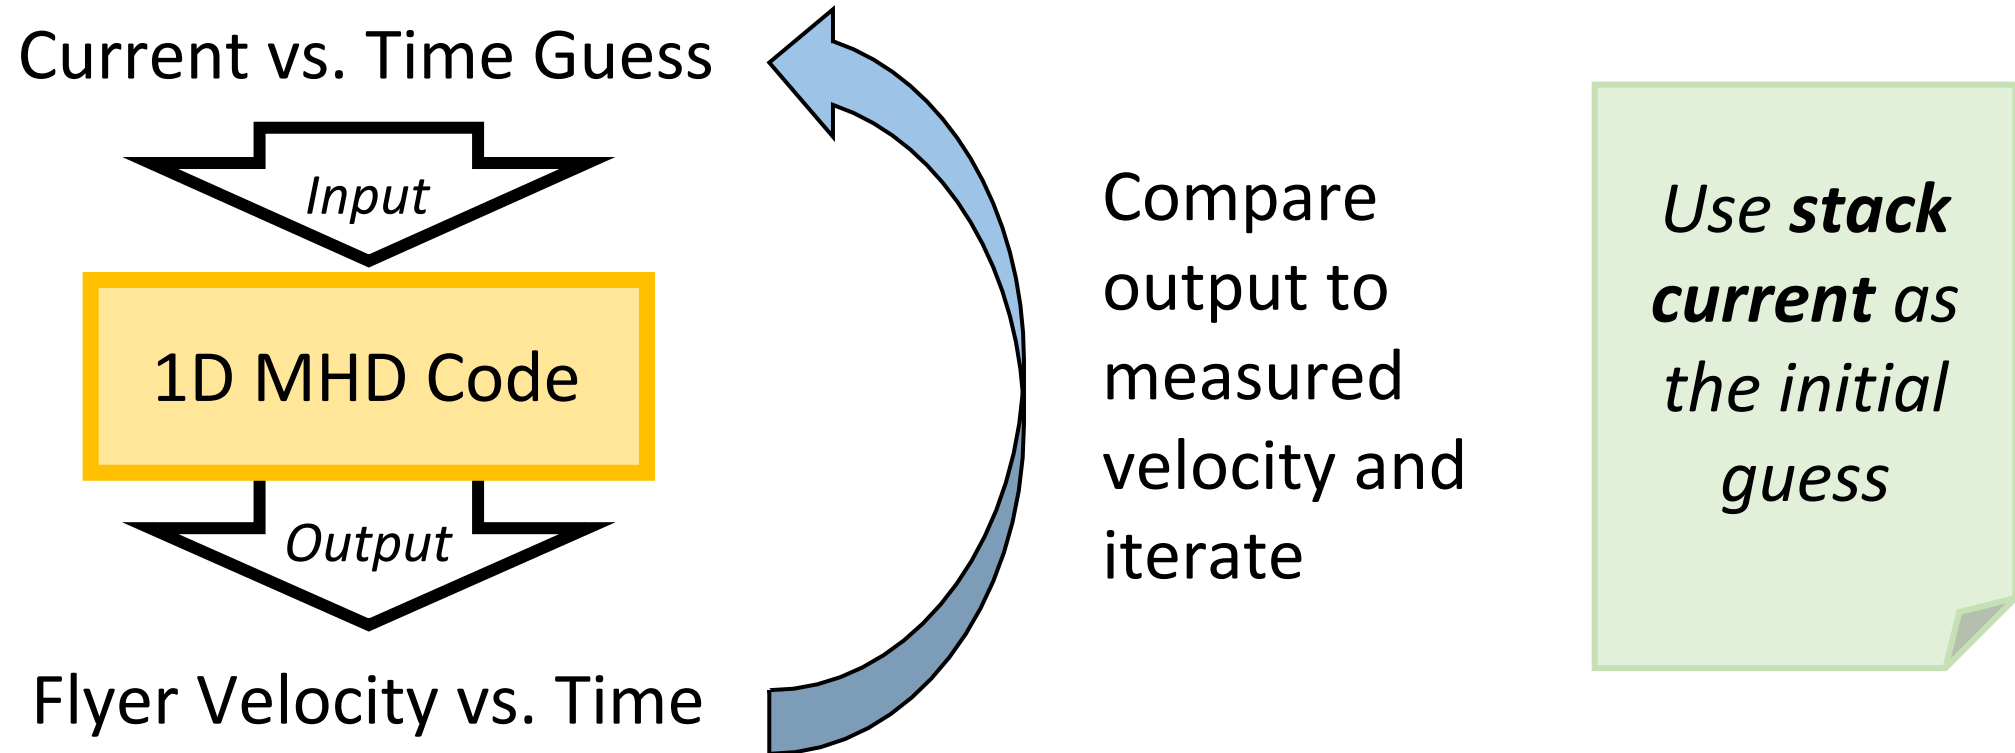 Current vs. Time Guess
Input
1D MHD Code
Output
Flyer Velocity vs. Time
Compare
output to
measured
velocity and
iterate
Use stack
current as
the initial
guess